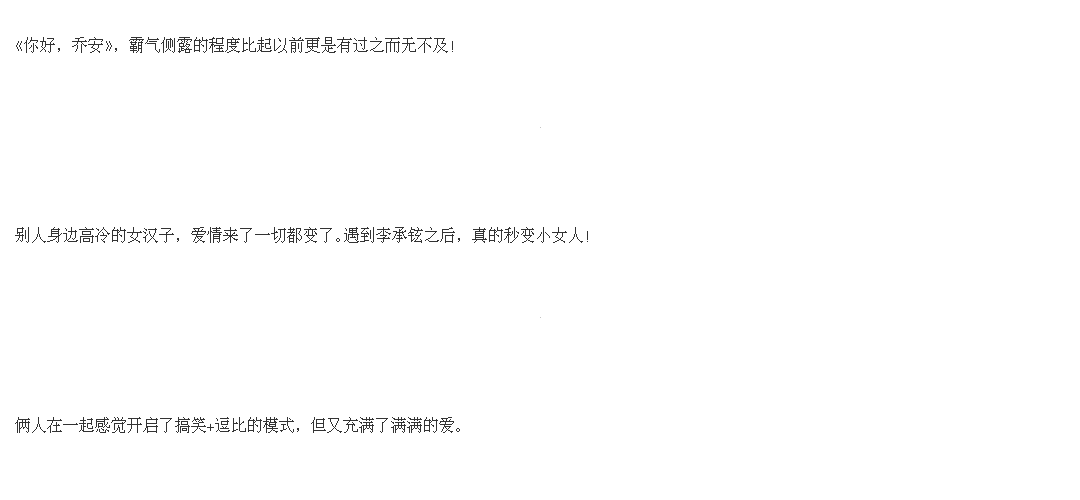 《你好，乔安》，霸气侧露的程度比起以前更是有过之而无不及!
别人身边高冷的女汉子，爱情来了一切都变了。遇到李承铉之后，真的秒变小女人!
俩人在一起感觉开启了搞笑+逗比的模式，但又充满了满满的爱。